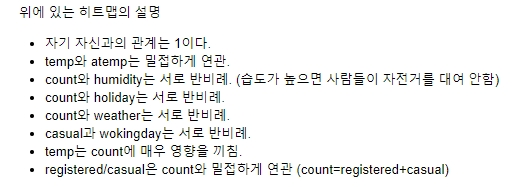 위에 있는 히트맵의 설명
• 자기 자신과의 관계는 1이다.
• temp와 atemp는 밀접하게 연관.
• count와 humidity는 서로 반비례. (습도가 높으면 사람들이 자전거를 대여 안함)
• count와 holiday는 서로 반비례.
• count와 weather는 서로 반비례.
• casual과 wokingday는 서로 반비례.
• temp는 count에 매우 영향을 끼침.
• registered/casual은 count와 밀접하게 연관 (count=registered+casual)